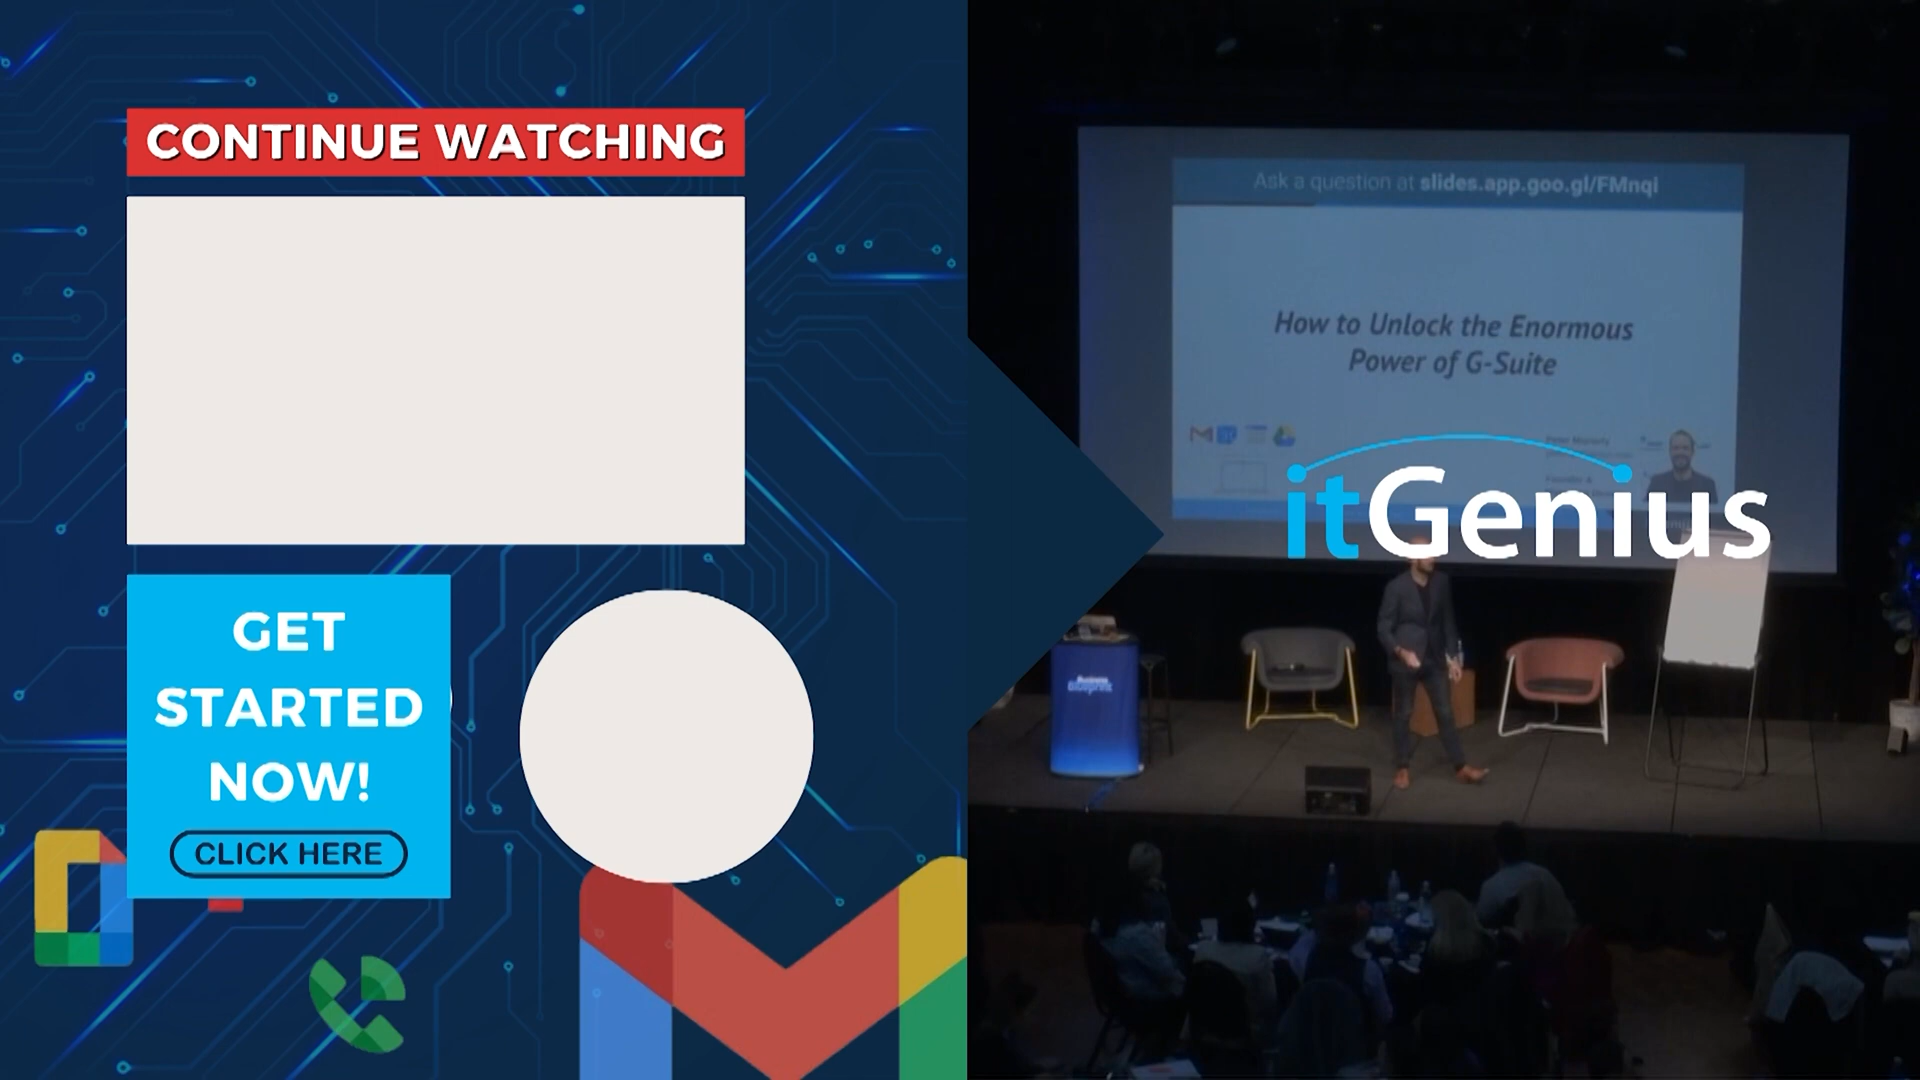 CONTINUE WATCHING
GET
STARTED
NOW!
CLICK HERE
Ask a question at slides.app.goo.gl/FMnqi
How to Unlock the Enormous
Power of G-Suite
itGenius